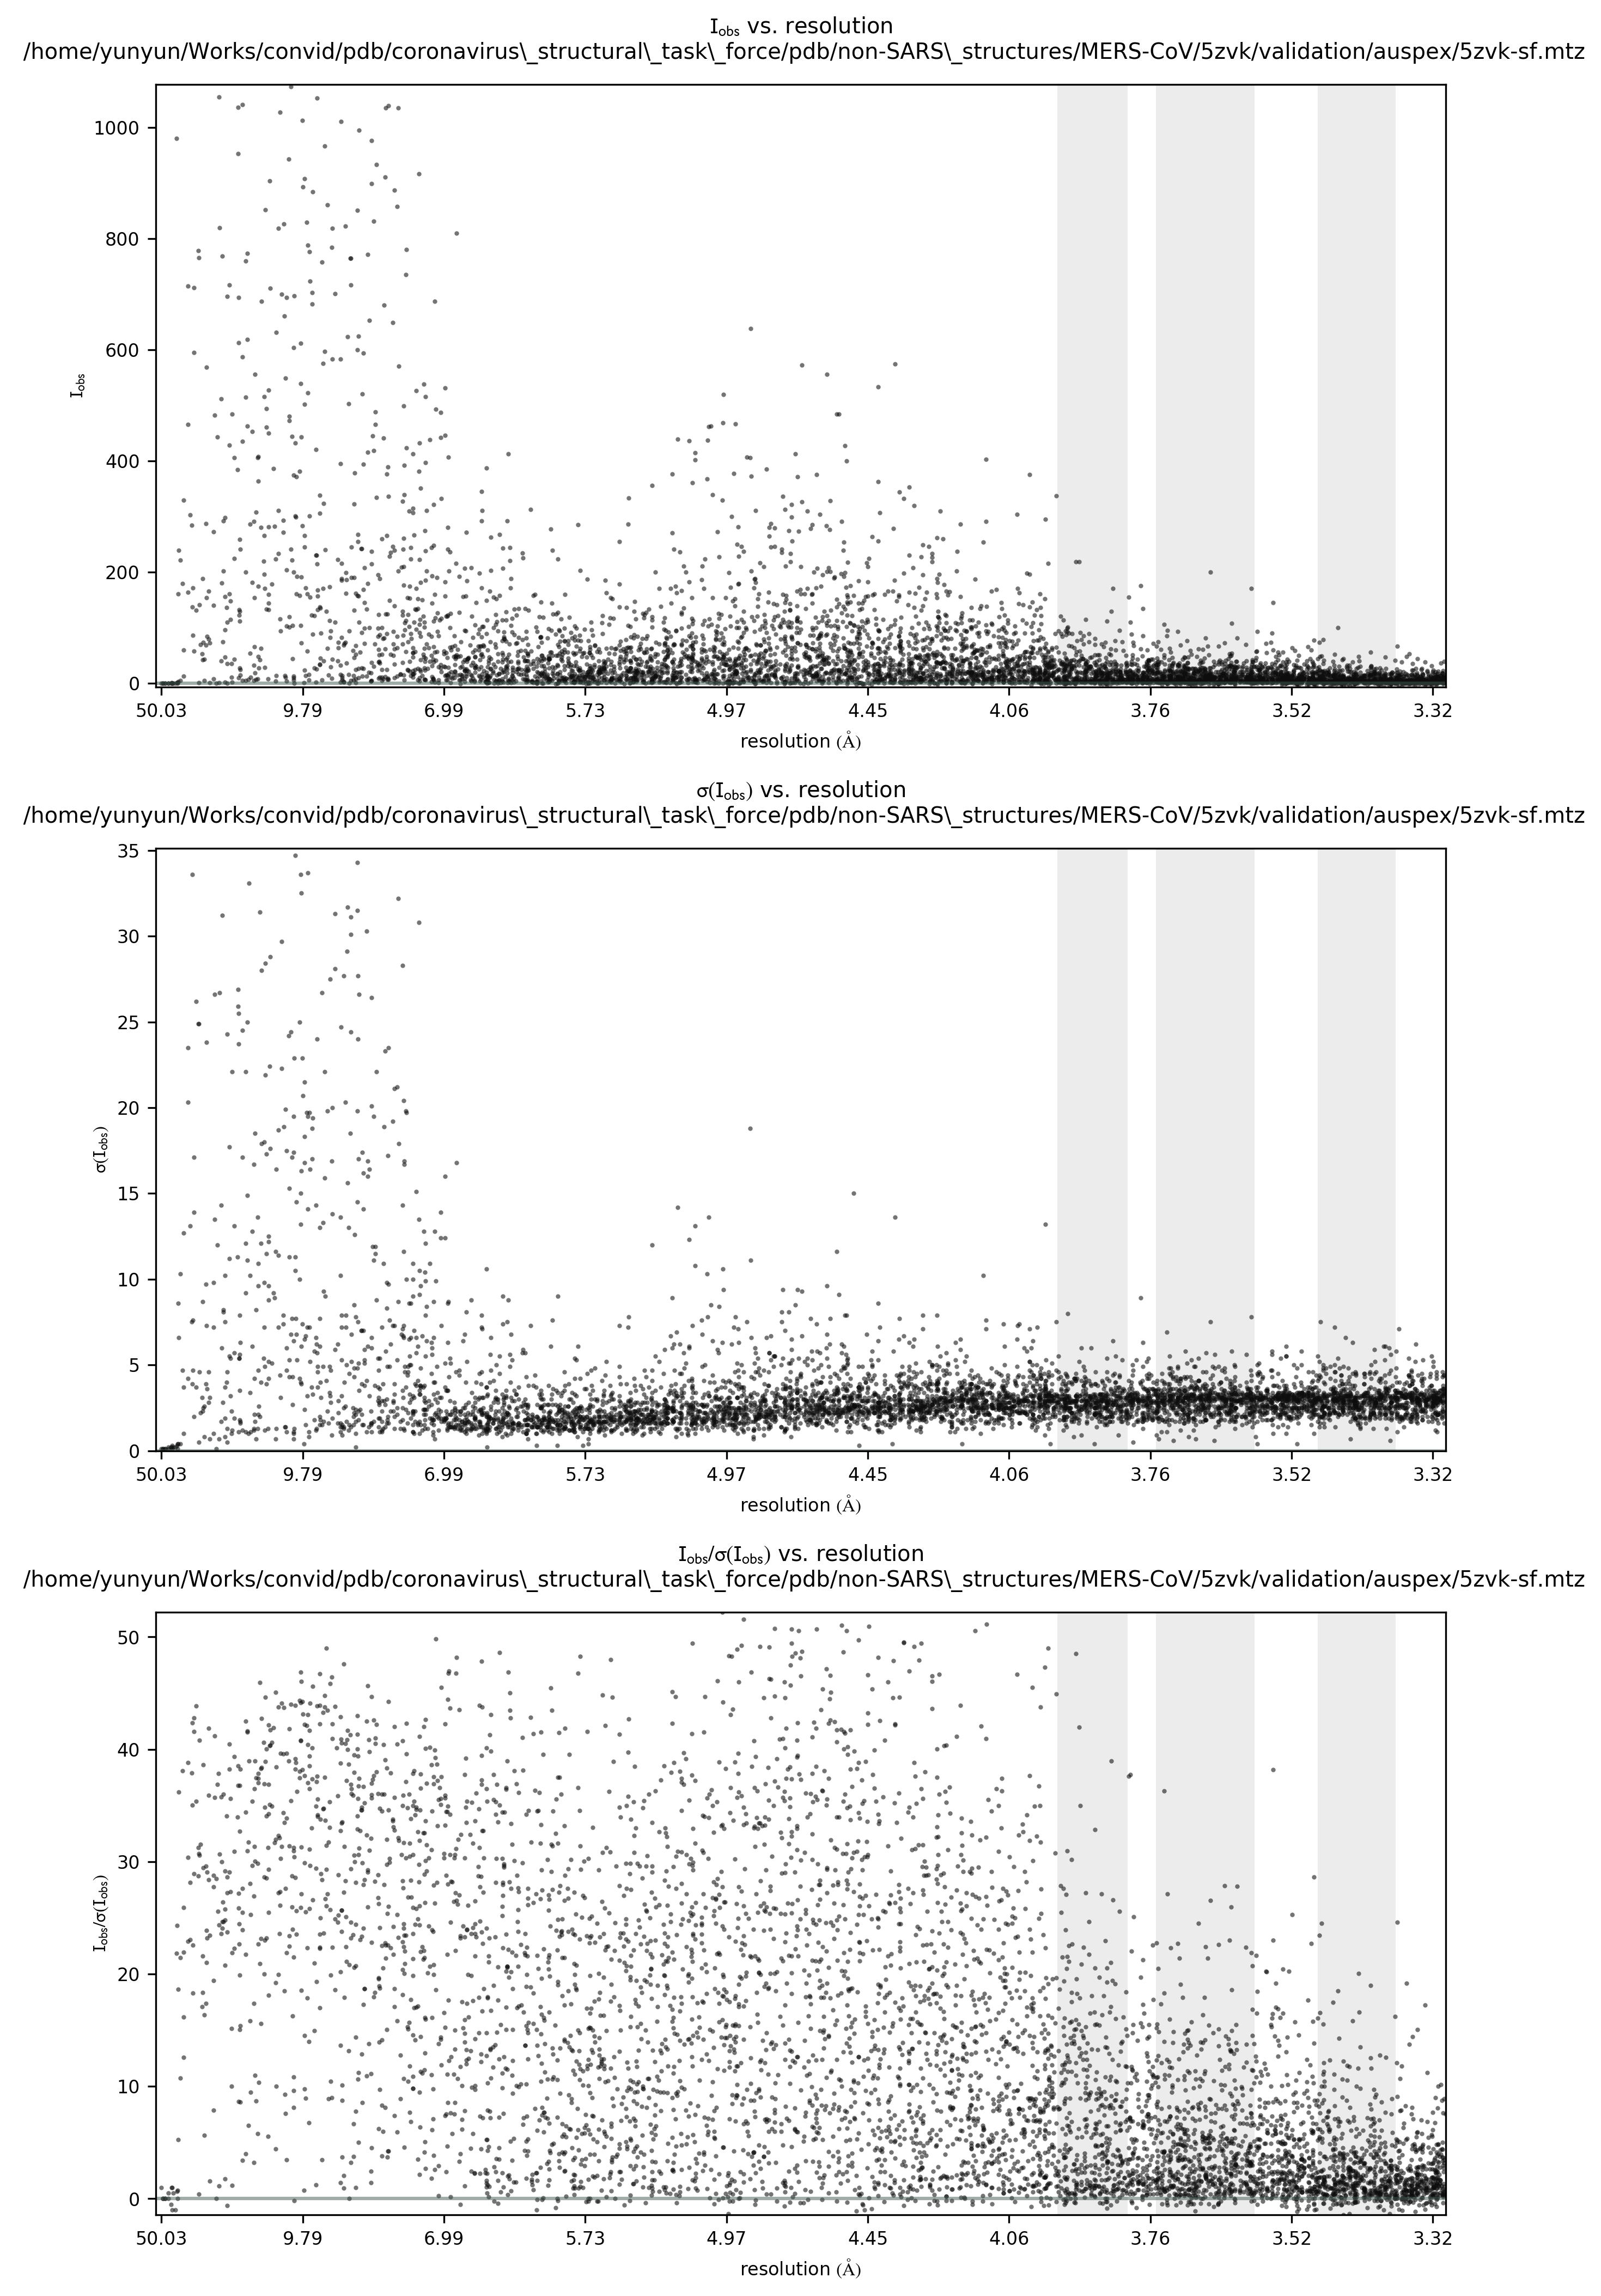 I_obs vs. resolution
/home/yunyun/Works/convid/pdb/coronavirus\_structural\_task\_force/pdb/non-SARS\_structures/MERS-CoV/5zvk/validation/auspex/5zvk-sf.mtz
1000
800
600
400
200
0
I_obs
50.03 9.79 6.99 5.73 4.97 4.45 4.06 3.76 3.52 3.32
resolution (Å)
σ(I_obs) vs. resolution
/home/yunyun/Works/convid/pdb/coronavirus\_structural\_task\_force/pdb/non-SARS\_structures/MERS-CoV/5zvk/validation/auspex/5zvk-sf.mtz
35
30
25
20
15
10
5
0
σ(I_obs)
50.03 9.79 6.99 5.73 4.97 4.45 4.06 3.76 3.52 3.32
resolution (Å)
I_obs/σ(I_obs) vs. resolution
/home/yunyun/Works/convid/pdb/coronavirus\_structural\_task\_force/pdb/non-SARS\_structures/MERS-CoV/5zvk/validation/auspex/5zvk-sf.mtz
50
40
30
20
10
0
I_obs/σ(I_obs)
50.03 9.79 6.99 5.73 4.97 4.45 4.06 3.76 3.52 3.32
resolution (Å)